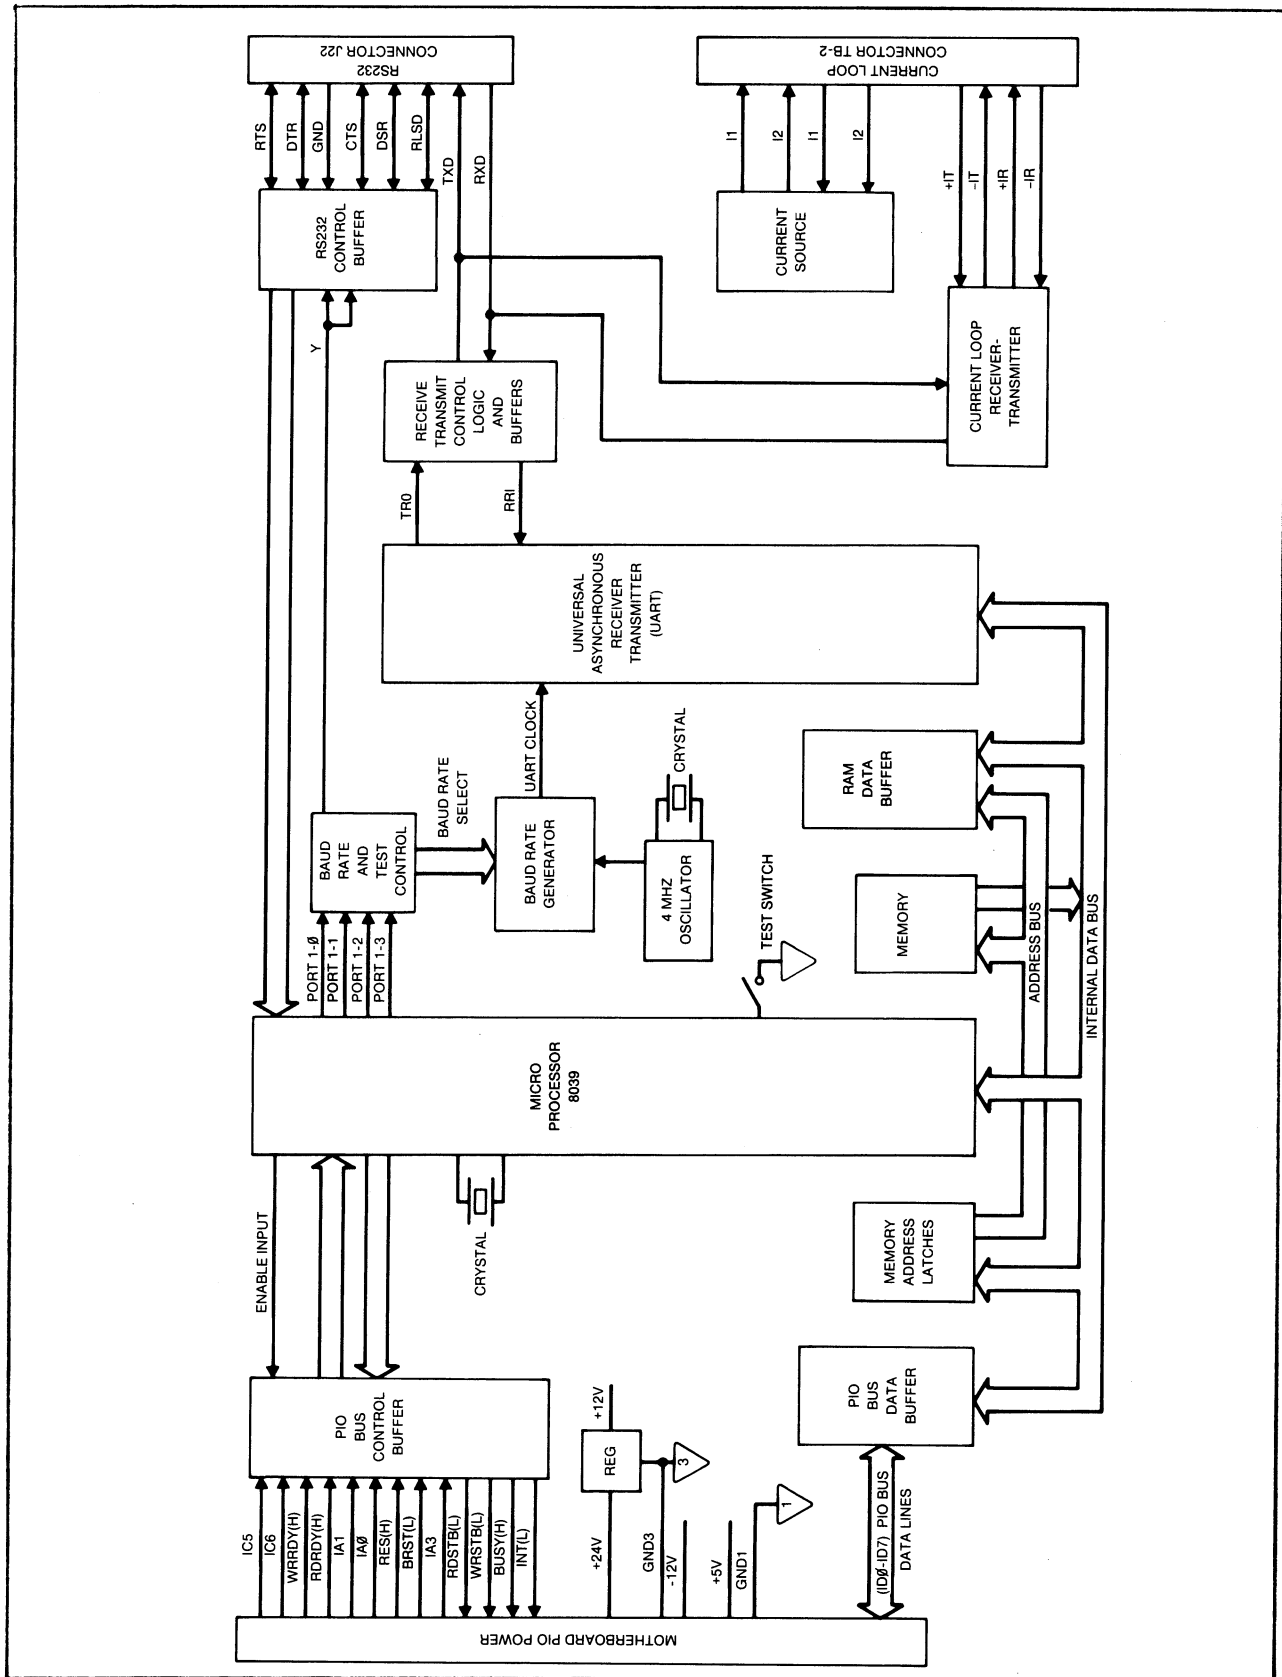 MOTHERBOARD PIO POWER
IC5
IC6
WRRDY(H)
RDRDY(H)
IA1
IAØ
RES(H)
BRST(L)
IA3
RDSTB(L)
WRSTB(L)
BUSY(H)
INT(L)
+24V
GND3
-12V
+5V
GND1
(IDØ-ID7) PIO BUS
DATA LINES
PIO
BUS
CONTROL
BUFFER
REG
+12V
3
1
PIO
BUS
DATA
BUFFER
ENABLE INPUT
CRYSTAL
MEMORY
ADDRESS
LATCHES
MICRO
PROCESSOR
8039
PORT 1-Ø
PORT 1-1
PORT 1-2
PORT 1-3
TEST SWITCH
MEMORY
ADDRESS BUS
INTERNAL DATA BUS
BAUD RATE
AND
TEST
CONTROL
BAUD RATE
SELECT
BAUD RATE
GENERATOR
4 MHZ
OSCILLATOR
CRYSTAL
UART CLOCK
RAM
DATA
BUFFER
UNIVERSAL
ASYNCHRONOUS
RECEIVER
TRANSMITTER
(UART)
TR0
RRI
RECEIVE
TRANSMIT
CONTROL
LOGIC
AND
BUFFERS
Y
RS232
CONTROL
BUFFER
RTS
DTR
GND
CTS
DSR
RLSD
TXD
RXD
RS232
CONNECTOR J22
CURRENT
SOURCE
I1
I2
I1
I2
CURRENT LOOP
RECEIVER-
TRANSMITTER
+IT
-IT
+IR
-IR
CURRENT LOOP
CONNECTOR TB-2